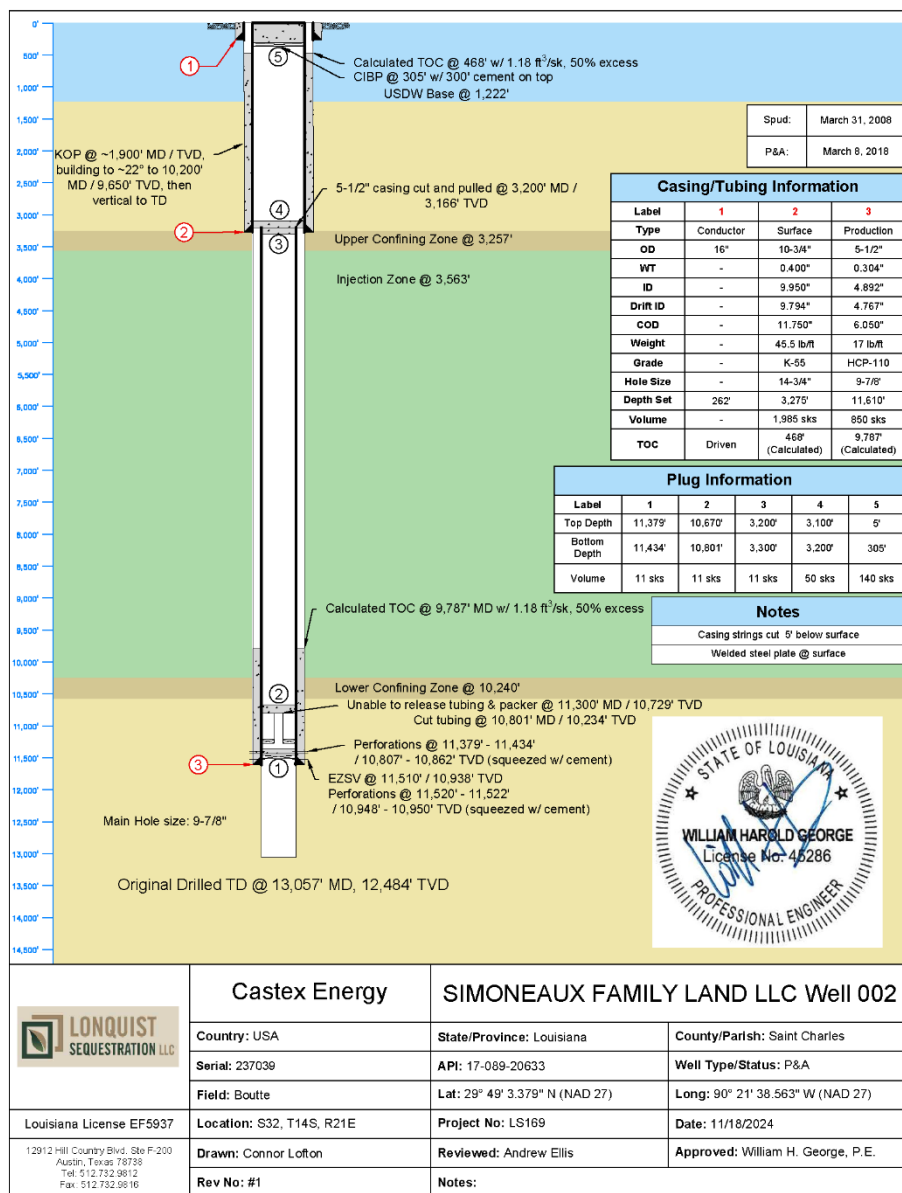 0'
500'
1,000'
1,500'
2,000'
2,500'
3,000'
3,500'
4,000'
4,500'
5,000'
5,500'
6,000'
6,500'
7,000'
7,500'
8,000'
8,500'
9,000'
9,500'
10,000'
10,500'
11,000'
11,500'
12,000'
12,500'
13,000'
13,500'
14,000'
14,500'
1
5
Calculated TOC @ 468' w/ 1.18 ft³/sk, 50% excess
CIBP @ 305' w/ 300' cement on top
USDW Base @ 1,222'
KOP @ ~1,900' MD / TVD,
building to ~22° to 10,200'
MD / 9,650' TVD, then
vertical to TD
5-1/2" casing cut and pulled @ 3,200' MD /
3,166' TVD
4
2
3
Upper Confining Zone @ 3,257'
Injection Zone @ 3,563'
Calculated TOC @ 9,787' MD w/ 1.18 ft³/sk, 50% excess
Lower Confining Zone @ 10,240'
2
Unable to release tubing & packer @ 11,300' MD / 10,729' TVD
Cut tubing @ 10,801' MD / 10,234' TVD
Perforations @ 11,379' - 11,434'
/ 10,807' - 10,862' TVD (squeezed w/ cement)
3
1
EZSV @ 11,510' / 10,938' TVD
Perforations @ 11,520' - 11,522'
/ 10,948' - 10,950' TVD (squeezed w/ cement)
Main Hole size: 9-7/8"
Original Drilled TD @ 13,057' MD, 12,484' TVD
Spud: March 31, 2008
P&A: March 8, 2018
Casing/Tubing Information
Label 1 2 3
Type Conductor Surface Production
OD 16" 10-3/4" 5-1/2"
WT - 0.400" 0.304"
ID - 9.950" 4.892"
Drift ID - 9.794" 4.767"
COD - 11.750" 6.050"
Weight - 45.5 lb/ft 17 lb/ft
Grade - K-55 HCP-110
Hole Size - 14-3/4" 9-7/8'
Depth Set 262' 3,275' 11,610'
Volume - 1,985 sks 850 sks
TOC Driven 468' (Calculated) 9,787' (Calculated)
Plug Information
Label 1 2 3 4 5
Top Depth 11,379' 10,670' 3,200' 3,100' 5'
Bottom Depth 11,434' 10,801' 3,300' 3,200' 305'
Volume 11 sks 11 sks 11 sks 50 sks 140 sks
Notes
Casing strings cut 5' below surface
Welded steel plate @ surface
STATE OF LOUISIANA
WILLIAM HAROLD GEORGE
License No. 45286
PROFESSIONAL ENGINEER
LONQUIST
SEQUESTRATION LLC
Louisiana License EF5937
12912 Hill Country Blvd. Ste F-200
Austin, Texas 78738
Tel: 512.732.9812
Fax: 512.732.9816
Castex Energy
SIMONEAUX FAMILY LAND LLC Well 002
Country: USA
State/Province: Louisiana
County/Parish: Saint Charles
Serial: 237039
API: 17-089-20633
Well Type/Status: P&A
Field: Boutte
Lat: 29° 49' 3.379" N (NAD 27)
Long: 90° 21' 38.563" W (NAD 27)
Location: S32, T14S, R21E
Project No: LS169
Date: 11/18/2024
Drawn: Connor Lofton
Reviewed: Andrew Ellis
Approved: William H. George, P.E.
Rev No: #1
Notes: